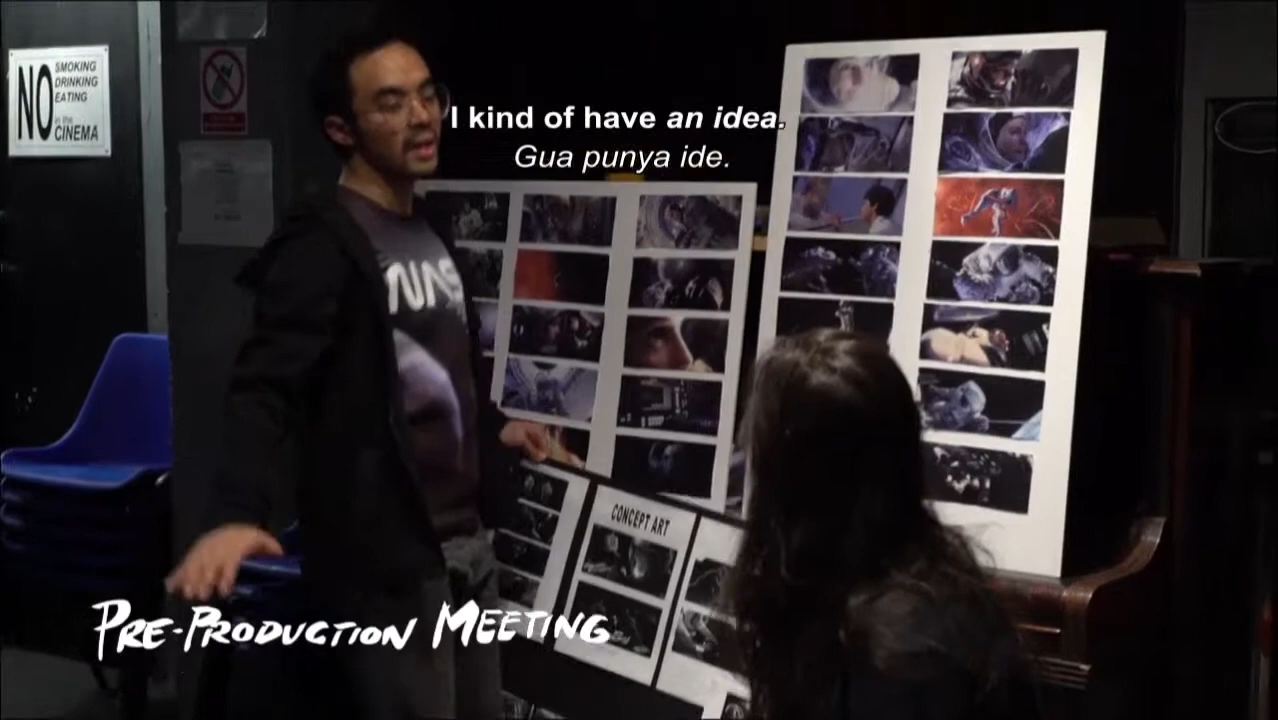 NO SMOKING
DRINKING
EATING
in the
CINEMA
I kind of have an idea.
Gua punya ide.
NAS
CONCEPT ART
PRE-PRODUCTION MEETING